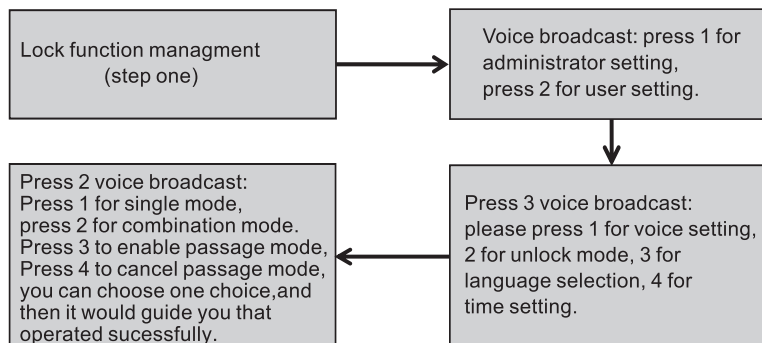 Lock function managment
(step one)
Voice broadcast: press 1 for
administrator setting,
press 2 for user setting.
Press 3 voice broadcast:
please press 1 for voice setting,
2 for unlock mode, 3 for
language selection, 4 for
time setting.
Press 2 voice broadcast:
Press 1 for single mode,
press 2 for combination mode.
Press 3 to enable passage mode,
Press 4 to cancel passage mode,
you can choose one choice,and
then it would guide you that
operated sucessfully.